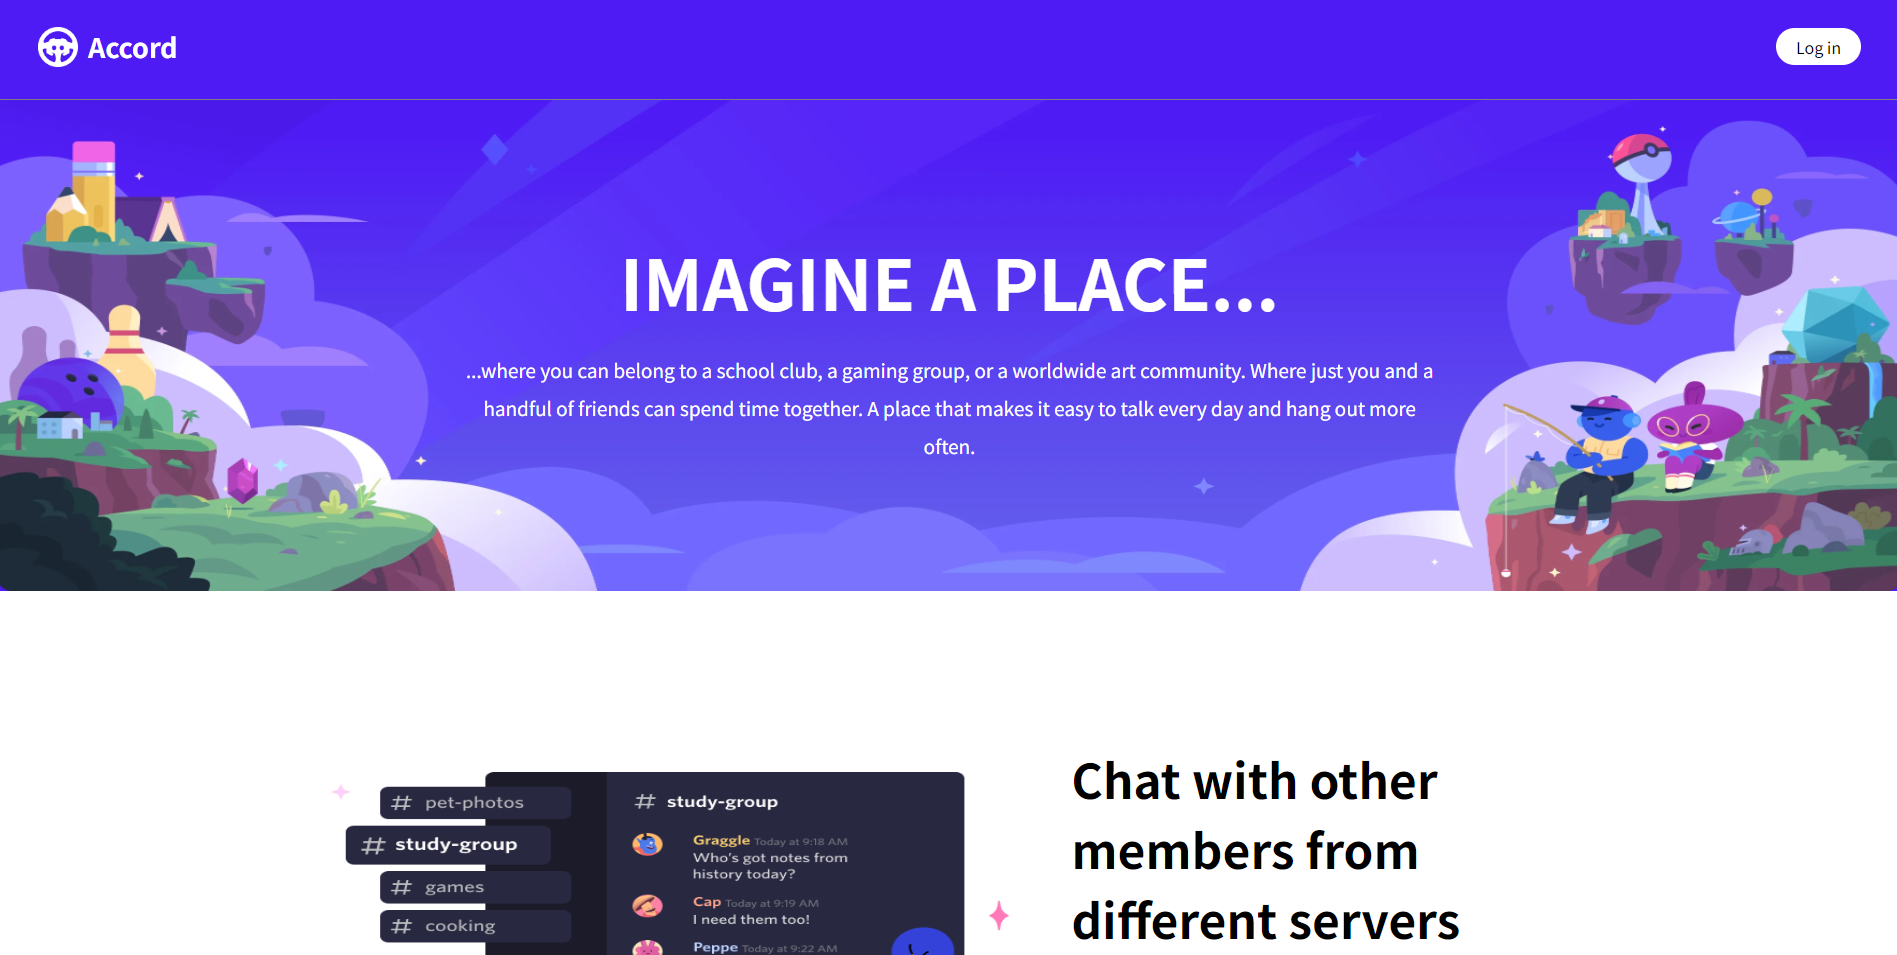 Accord
Log in
IMAGINE A PLACE...
...where you can belong to a school club, a gaming group, or a worldwide art community. Where just you and a
handful of friends can spend time together. A place that makes it easy to talk every day and hang out more
often.
# pet-photos
# study-group
# games
# cooking
# study-group
Graggle Today at 9:18 AM
Who's got notes from
history today?
Cap Today at 9:19 AM
I need them too!
Peppe Today at 9:22 AM
Chat with other
members from
different servers